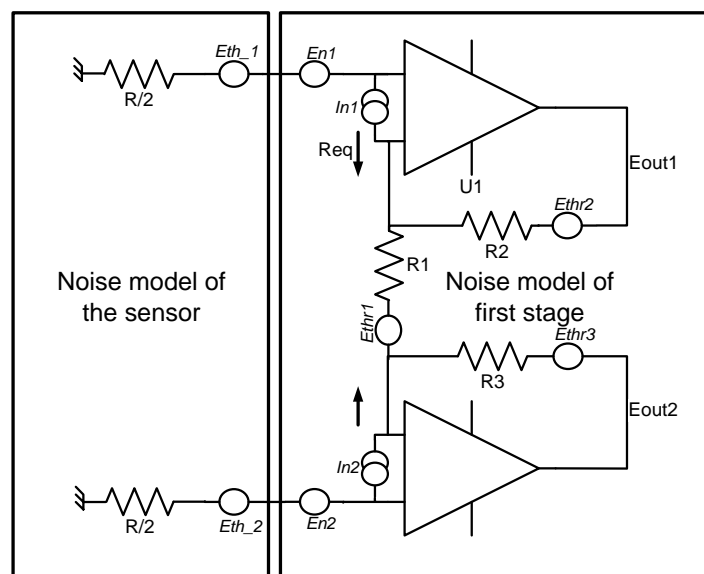 Eth_1
En1
R/2
In1
Req
U1
Eout1
Ethr2
R2
R1
Noise model of
the sensor
Noise model of
first stage
Ethr1
Ethr3
R3
Eout2
In2
R/2
Eth_2
En2